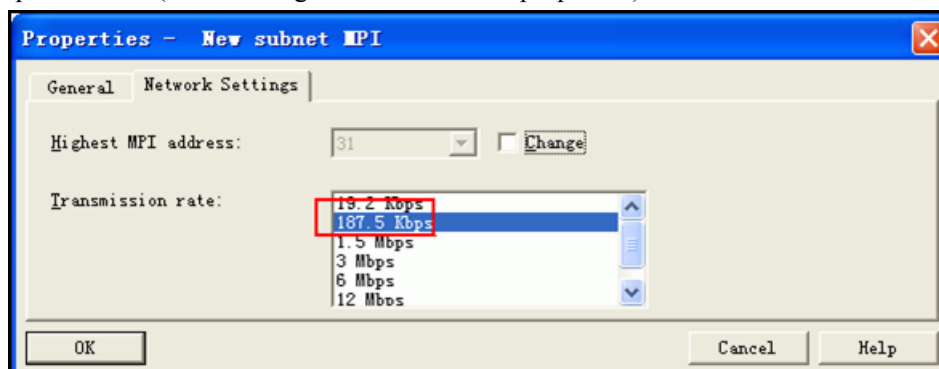 Properties - New subnet MPI
General Network Settings
Highest MPI address: 31 Change
Transmission rate:
19.2 Kbps
187.5 Kbps
1.5 Mbps
3 Mbps
6 Mbps
12 Mbps
OK Cancel Help